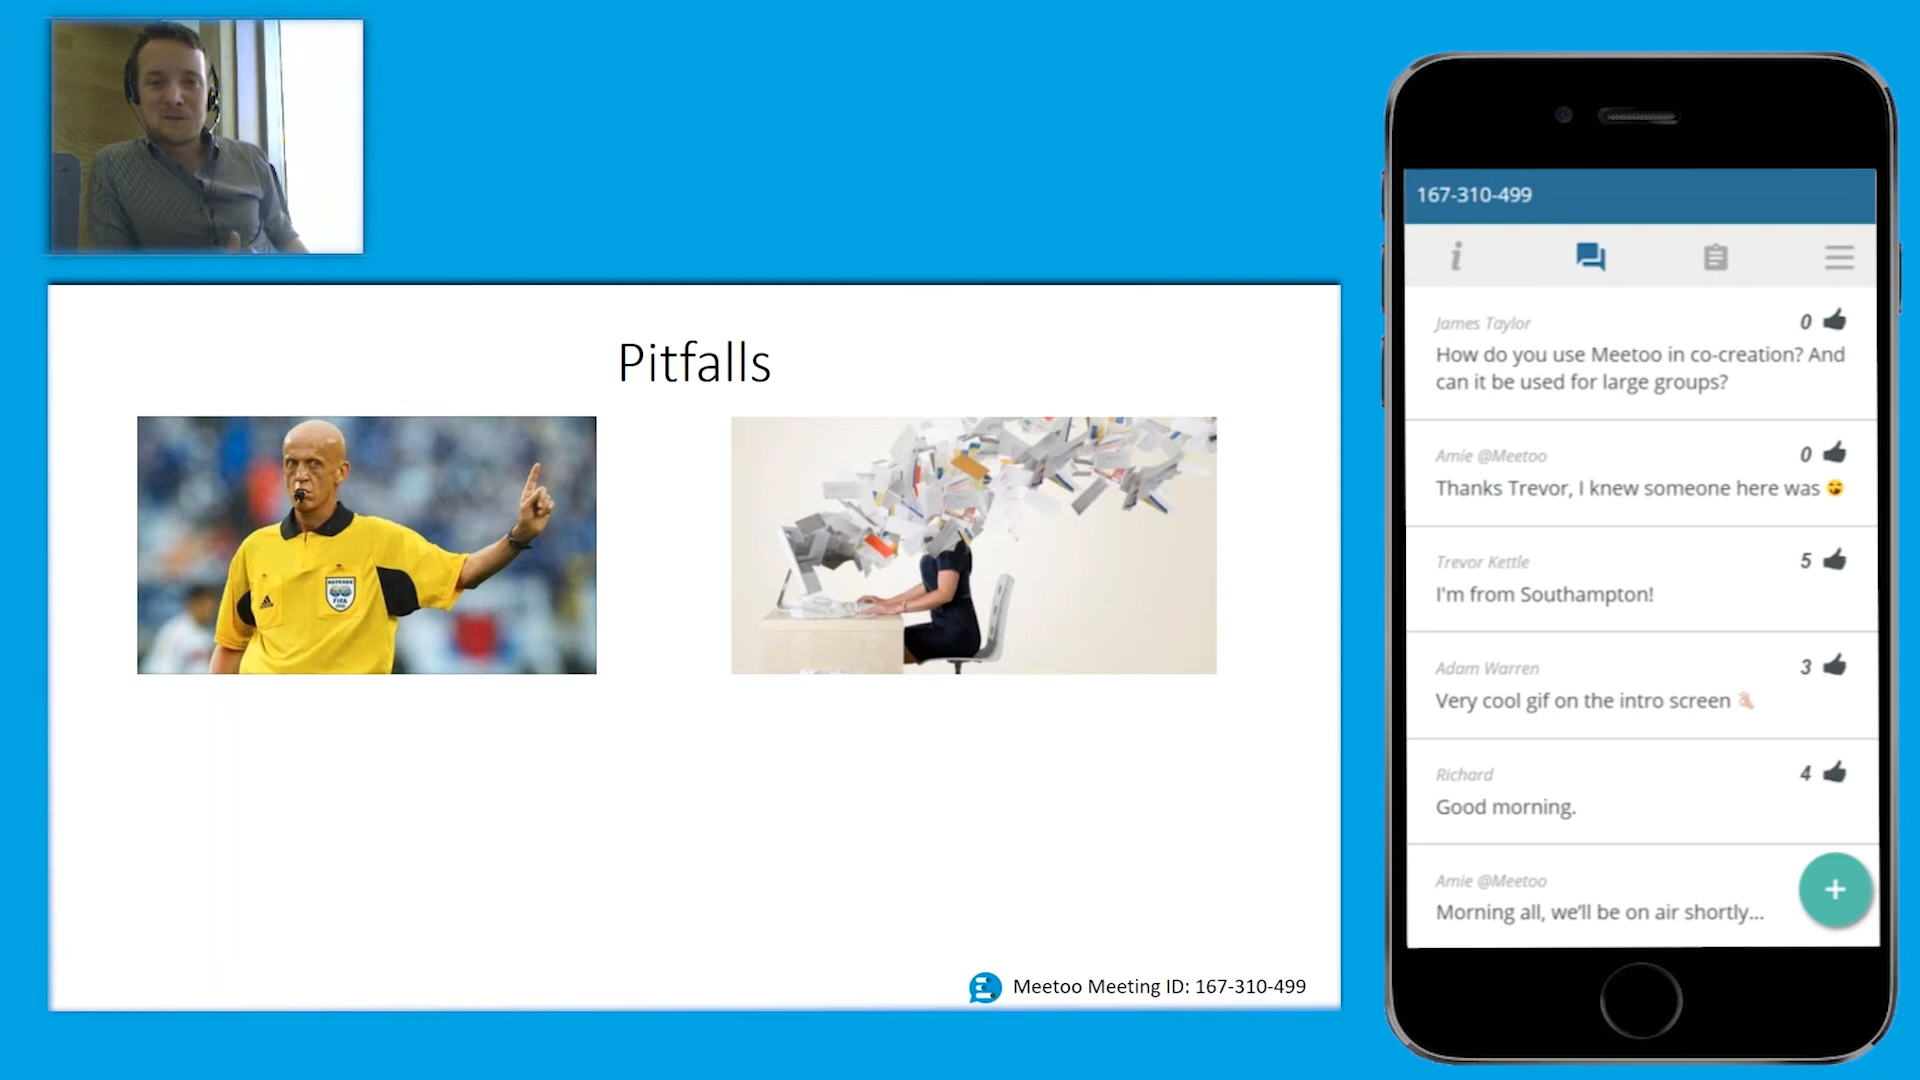 Pitfalls
REFEREE
FIFA
Meetoo Meeting ID: 167-310-499
167-310-499
James Taylor
0
How do you use Meetoo in co-creation? And
can it be used for large groups?
Amie @Meetoo
0
Thanks Trevor, I knew someone here was
Trevor Kettle
5
I'm from Southampton!
Adam Warren
3
Very cool gif on the intro screen
Richard
4
Good morning.
Amie @Meetoo
Morning all, we'll be on air shortly...